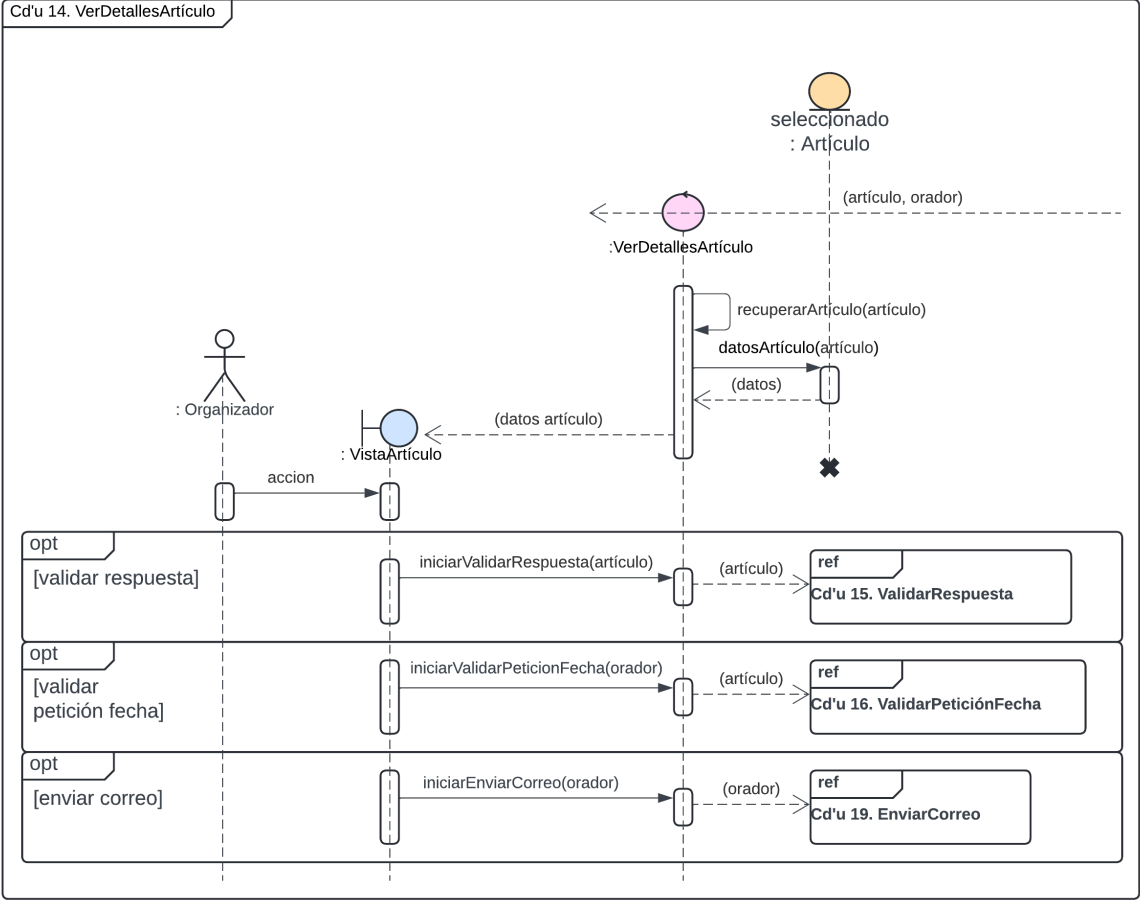 Cd'u 14. VerDetallesArtículo
seleccionado
: Artículo
(artículo, orador)
:VerDetallesArtículo
recuperarArtículo(artículo)
datosArtículo(artículo)
(datos)
: Organizador
(datos artículo)
: VistaArtículo
accion
opt
[validar respuesta]
iniciarValidarRespuesta(artículo)
(artículo)
ref
Cd'u 15. ValidarRespuesta
opt
[validar
petición fecha]
iniciarValidarPeticionFecha(orador)
(artículo)
ref
Cd'u 16. ValidarPeticiónFecha
opt
[enviar correo]
iniciarEnviarCorreo(orador)
(orador)
ref
Cd'u 19. EnviarCorreo